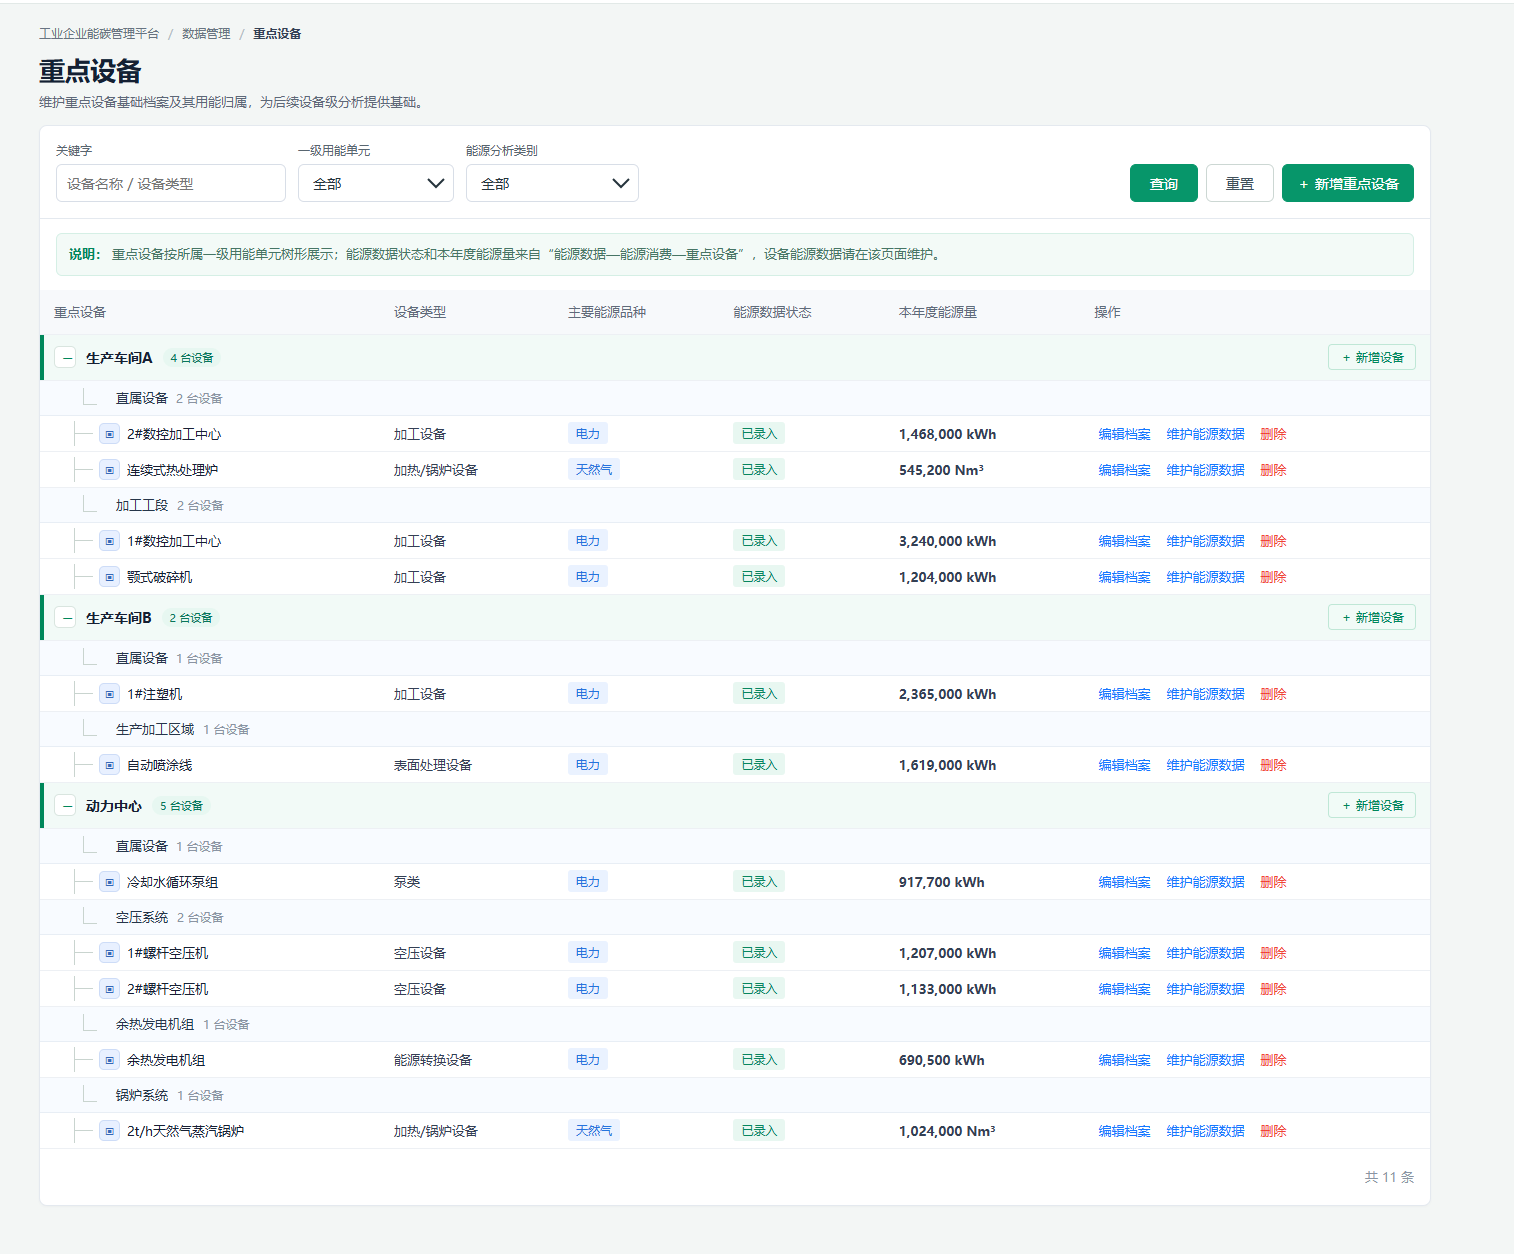 工业企业能碳管理平台 / 数据管理 / 重点设备
重点设备
维护重点设备基础档案及其用能归属，为后续设备级分析提供基础。
关键字 一级用能单元 能源分析类别
设备名称 / 设备类型 全部 全部 查询 重置 + 新增重点设备
说明： 重点设备按所属一级用能单元树形展示；能源数据状态和本年度能源量来自“能源数据—能源消费—重点设备”，设备能源数据请在该页面维护。
重点设备 设备类型 主要能源品种 能源数据状态 本年度能源量 操作
生产车间A 4 台设备 + 新增设备
直属设备 2 台设备
2#数控加工中心 加工设备 电力 已录入 1,468,000 kWh 编辑档案 维护能源数据 删除
连续式热处理炉 加热/锅炉设备 天然气 已录入 545,200 Nm³ 编辑档案 维护能源数据 删除
加工工段 2 台设备
1#数控加工中心 加工设备 电力 已录入 3,240,000 kWh 编辑档案 维护能源数据 删除
颚式破碎机 加工设备 电力 已录入 1,204,000 kWh 编辑档案 维护能源数据 删除
生产车间B 2 台设备 + 新增设备
直属设备 1 台设备
1#注塑机 加工设备 电力 已录入 2,365,000 kWh 编辑档案 维护能源数据 删除
生产加工区域 1 台设备
自动喷涂线 表面处理设备 电力 已录入 1,619,000 kWh 编辑档案 维护能源数据 删除
动力中心 5 台设备 + 新增设备
直属设备 1 台设备
冷却水循环泵组 泵类 电力 已录入 917,700 kWh 编辑档案 维护能源数据 删除
空压系统 2 台设备
1#螺杆空压机 空压设备 电力 已录入 1,207,000 kWh 编辑档案 维护能源数据 删除
2#螺杆空压机 空压设备 电力 已录入 1,133,000 kWh 编辑档案 维护能源数据 删除
余热发电机组 1 台设备
余热发电机组 能源转换设备 电力 已录入 690,500 kWh 编辑档案 维护能源数据 删除
锅炉系统 1 台设备
2t/h天然气蒸汽锅炉 加热/锅炉设备 天然气 已录入 1,024,000 Nm³ 编辑档案 维护能源数据 删除
共 11 条